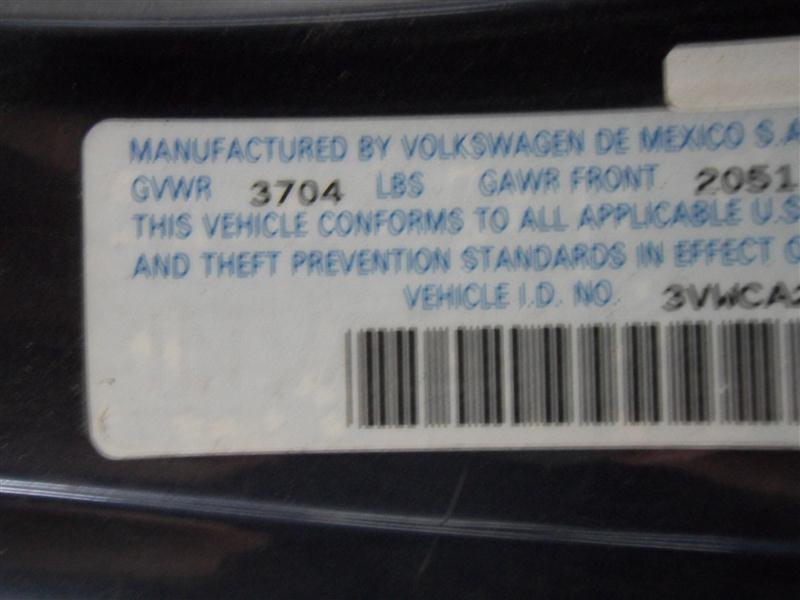 MANUFACTURED BY VOLKSWAGEN DE MEXICO S.A
GVWR 3704 LBS GAWR FRONT 2051
THIS VEHICLE CONFORMS TO ALL APPLICABLE U.S
AND THEFT PREVENTION STANDARDS IN EFFECT O
VEHICLE I.D. NO. 3VWCA2